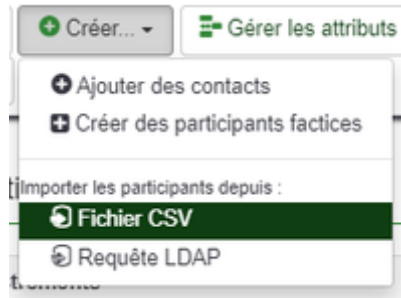 Créer... Gérer les attributs
Ajouter des contacts
Créer des participants factices
Importer les participants depuis :
Fichier CSV
Requête LDAP